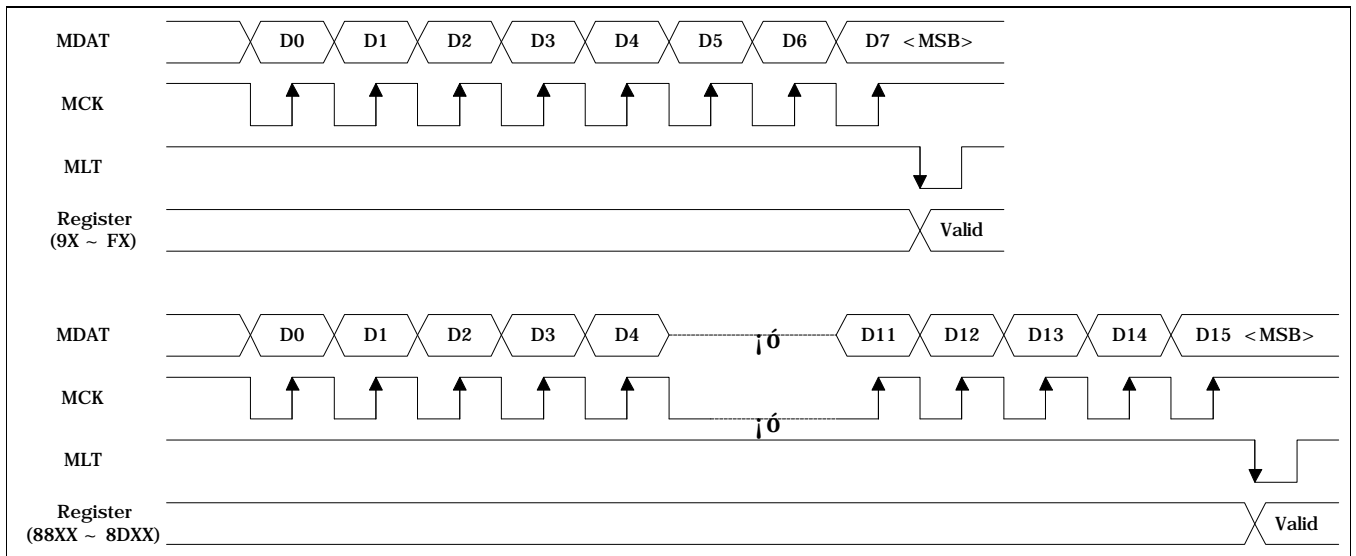 MDAT D0 D1 D2 D3 D4 D5 D6 D7 <MSB>
MCK
MLT
Register
(9X ~ FX)
Valid
MDAT D0 D1 D2 D3 D4 ¡ó D11 D12 D13 D14 D15 <MSB>
MCK
¡ó
MLT
Register
(88XX ~ 8DXX)
Valid